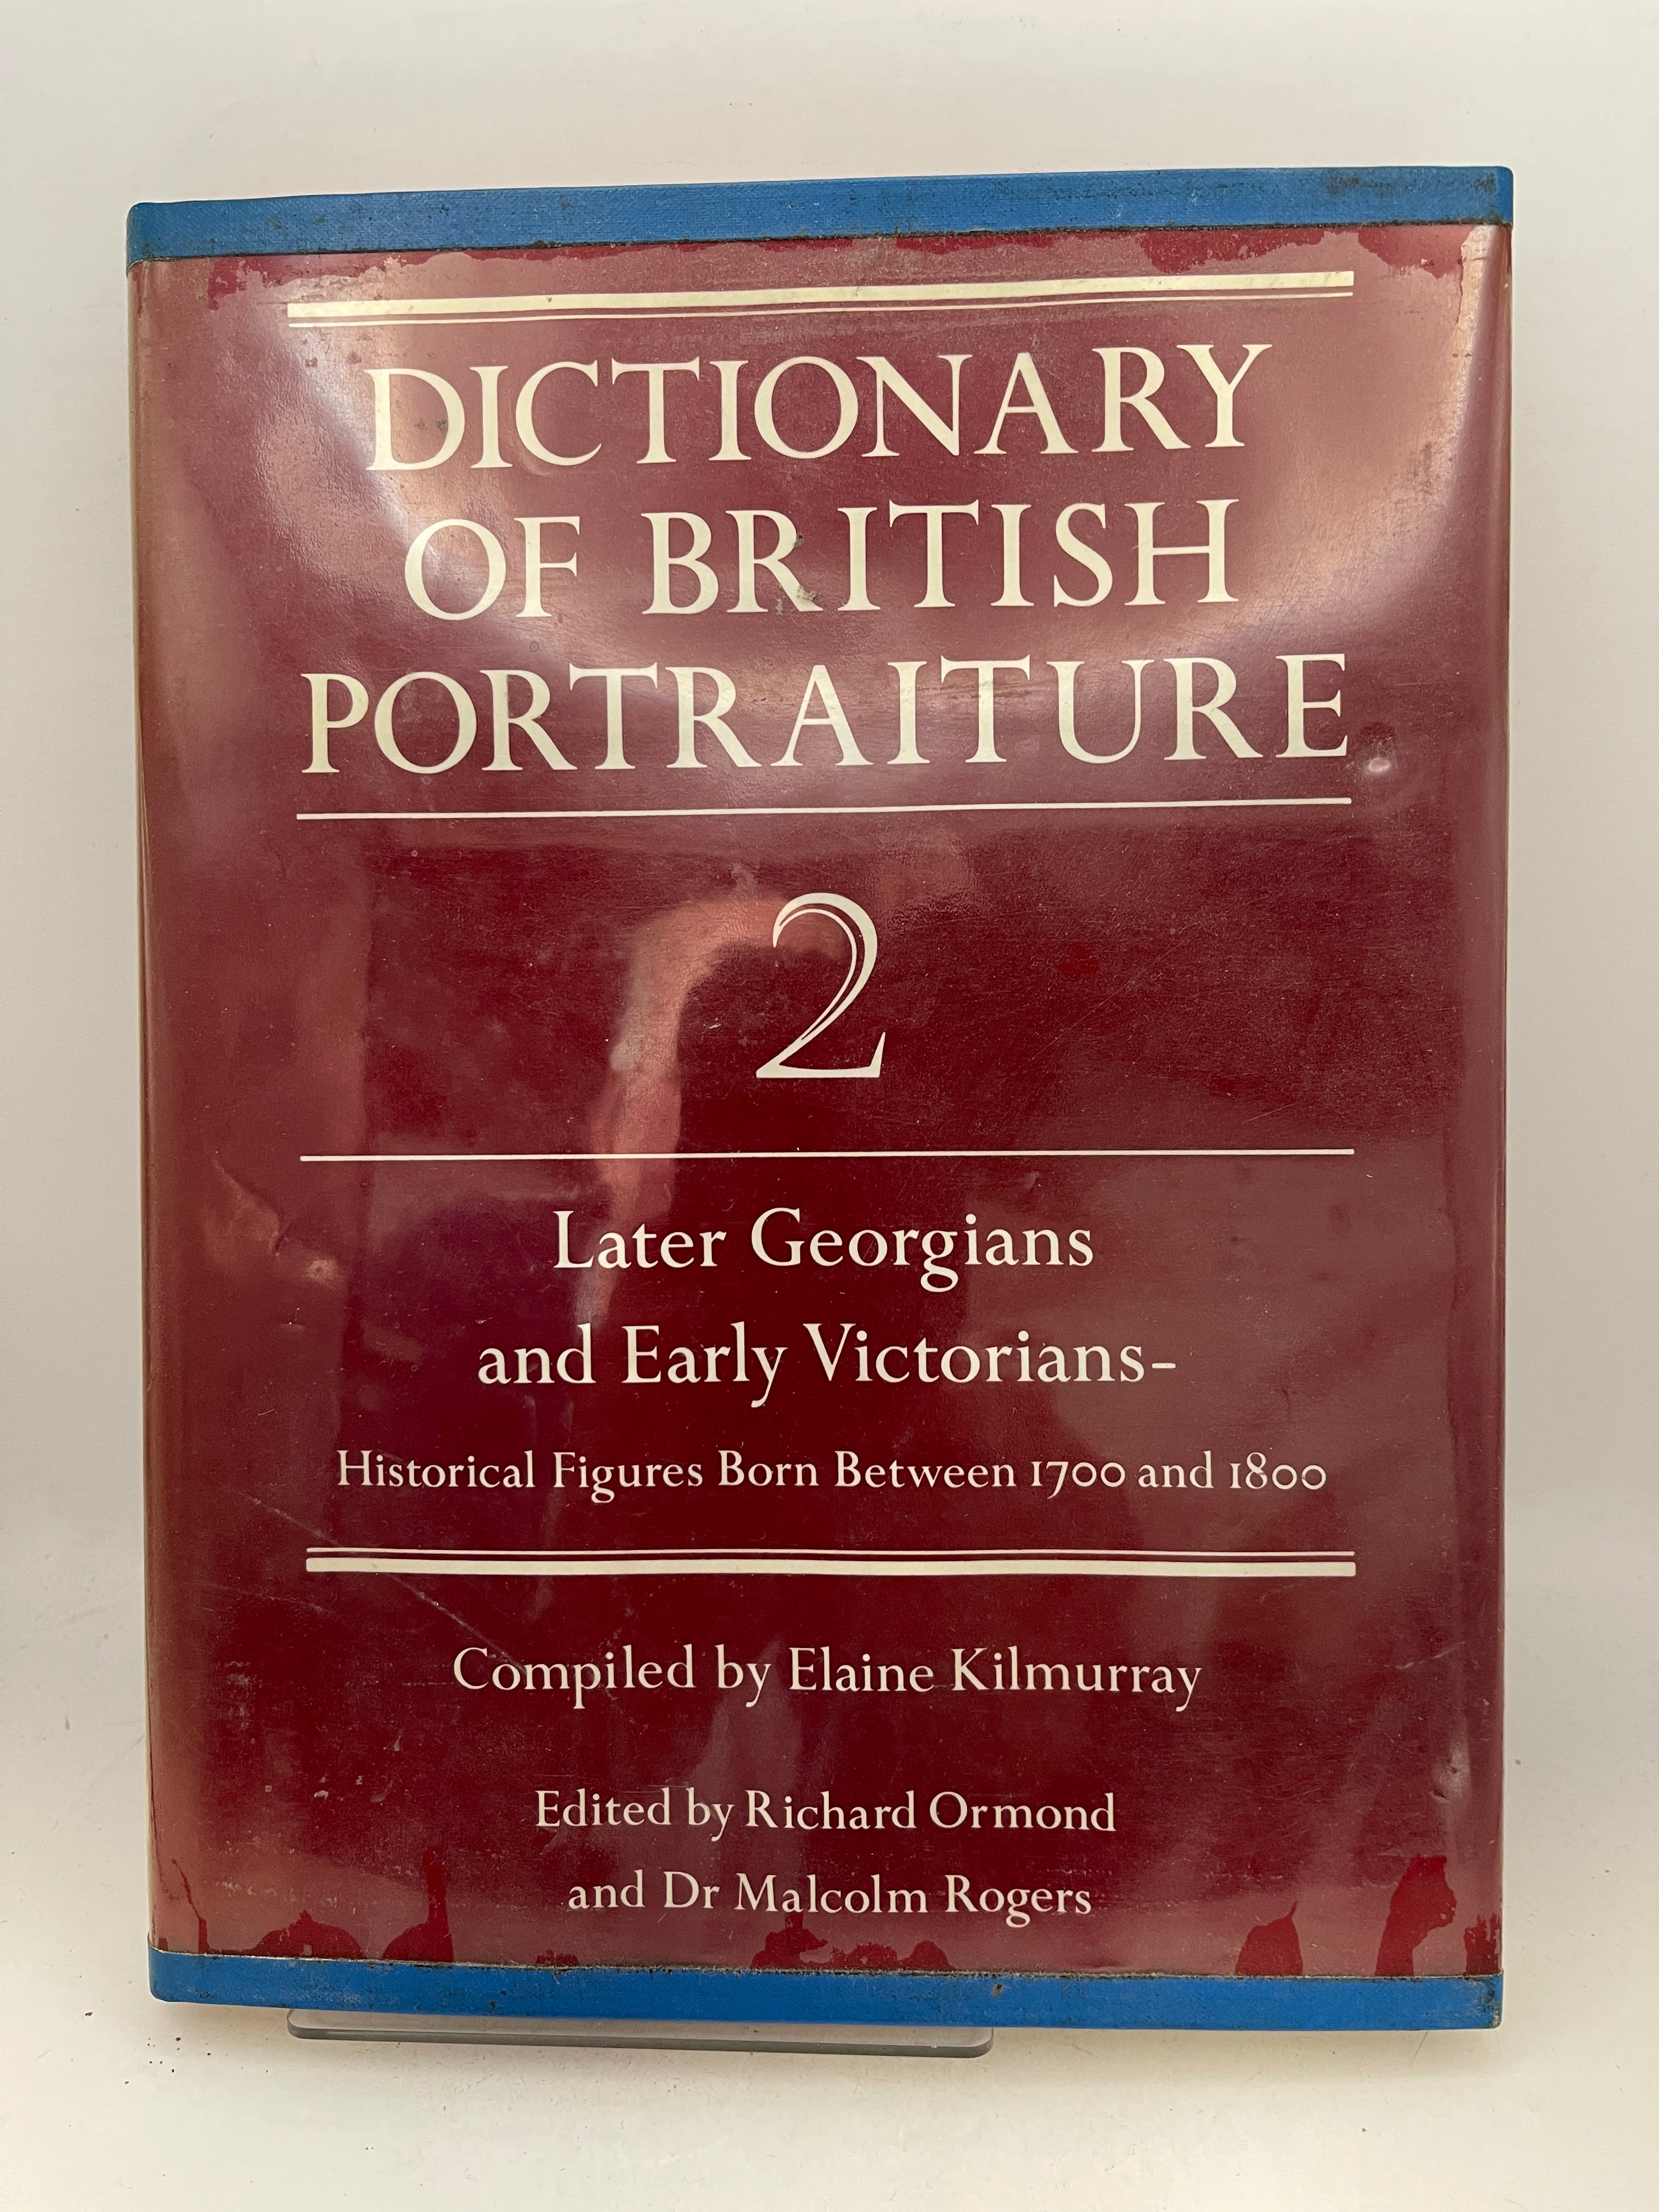 DICTIONARY
OF BRITISH
PORTRAITURE
2
Later Georgians
and Early Victorians-
Historical Figures Born Between 1700 and 1800
Compiled by Elaine Kilmurray
Edited by Richard Ormond
and Dr Malcolm Rogers